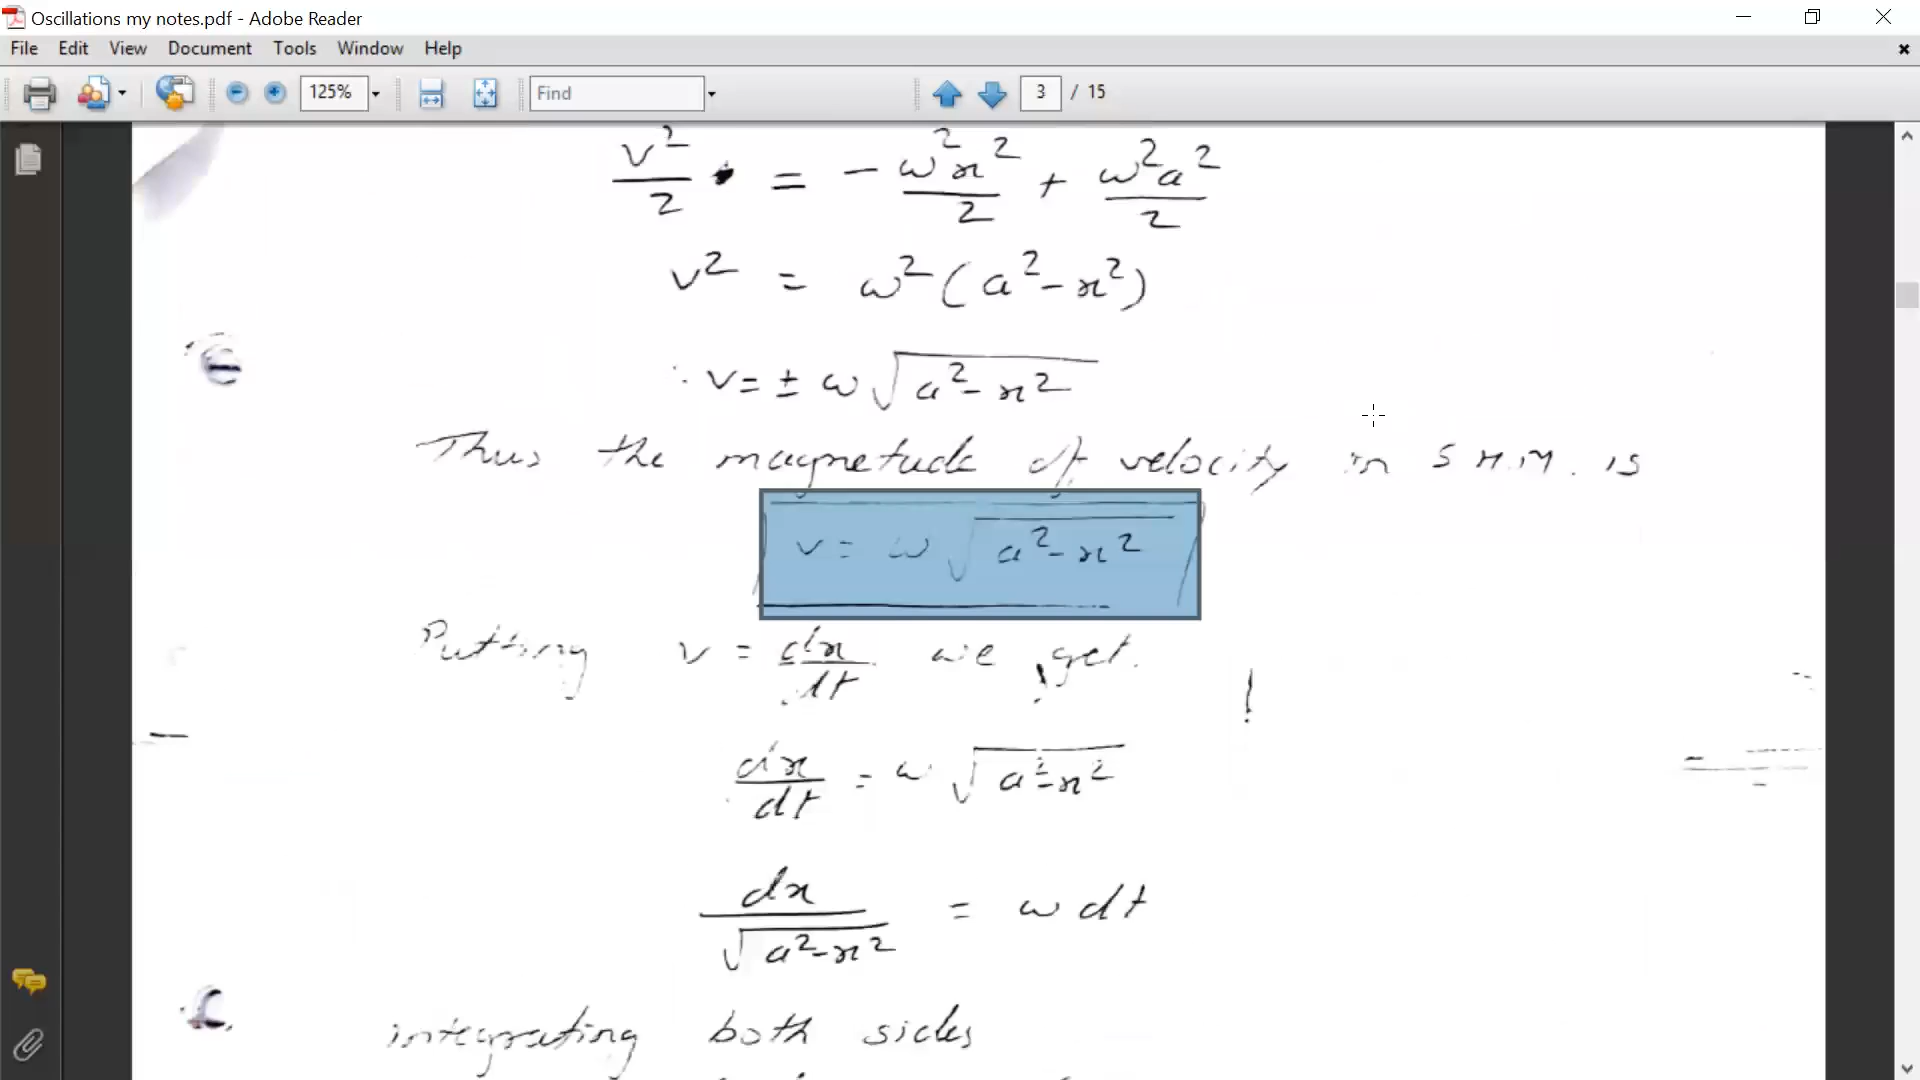 Oscillations my notes.pdf - Adobe Reader
File Edit View Document Tools Window Help
125% Find 3 / 15
v²/2 = - ω²x²/2 + ω²a²/2
v² = ω²(a²-x²)
∴ v = ± ω√(a²-x²)
Thus the magnetude of velocity in S.H.M. is
v = ω√(a²-x²)
Putting v = dx/dt we get.
dx/dt = ω√(a²-x²)
dx/√(a²-x²) = ω dt
integrating both sides